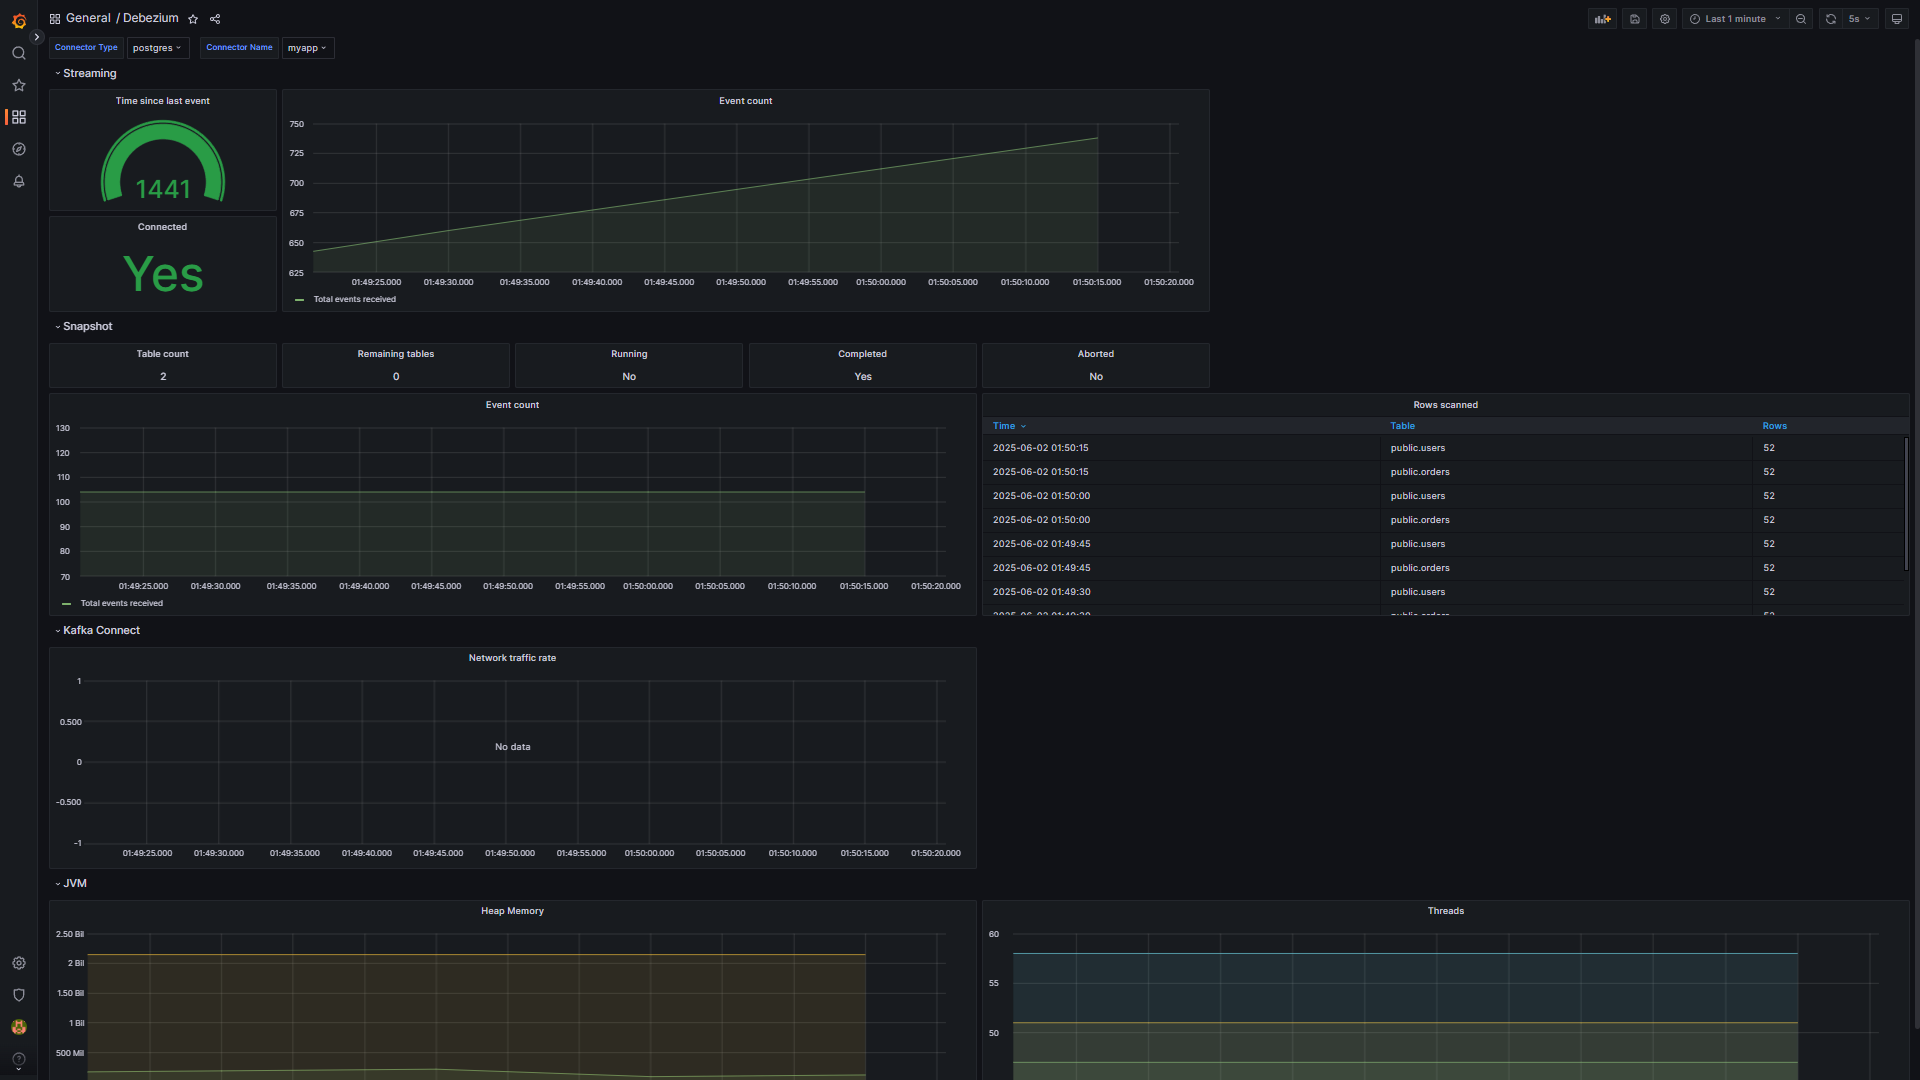 General / Debezium
Last 1 minute
5s
Connector Type postgres Connector Name myapp
Streaming
Time since last event
1441
Connected
Yes
Event count
750
725
700
675
650
625
01:49:25.000 01:49:30.000 01:49:35.000 01:49:40.000 01:49:45.000 01:49:50.000 01:49:55.000 01:50:00.000 01:50:05.000 01:50:10.000 01:50:15.000 01:50:20.000
Total events received
Snapshot
Table count
2
Remaining tables
0
Running
No
Completed
Yes
Aborted
No
Event count
130
120
110
100
90
80
70
01:49:25.000 01:49:30.000 01:49:35.000 01:49:40.000 01:49:45.000 01:49:50.000 01:49:55.000 01:50:00.000 01:50:05.000 01:50:10.000 01:50:15.000 01:50:20.000
Total events received
Rows scanned
Time Table Rows
2025-06-02 01:50:15 public.users 52
2025-06-02 01:50:15 public.orders 52
2025-06-02 01:50:00 public.users 52
2025-06-02 01:50:00 public.orders 52
2025-06-02 01:49:45 public.users 52
2025-06-02 01:49:45 public.orders 52
2025-06-02 01:49:30 public.users 52
2025-06-02 01:49:30 public.orders 52
Kafka Connect
Network traffic rate
1
0.500
0
-0.500
-1
No data
01:49:25.000 01:49:30.000 01:49:35.000 01:49:40.000 01:49:45.000 01:49:50.000 01:49:55.000 01:50:00.000 01:50:05.000 01:50:10.000 01:50:15.000 01:50:20.000
JVM
Heap Memory
2.50 Bil
2 Bil
1.50 Bil
1 Bil
500 Mil
Threads
60
55
50